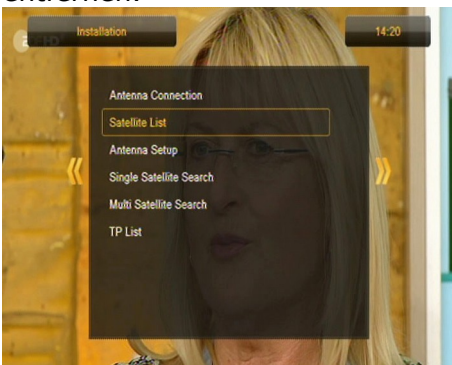 Installation
14:20
Antenna Connection
Satellite List
Antenna Setup
Single Satellite Search
Multi Satellite Search
TP List